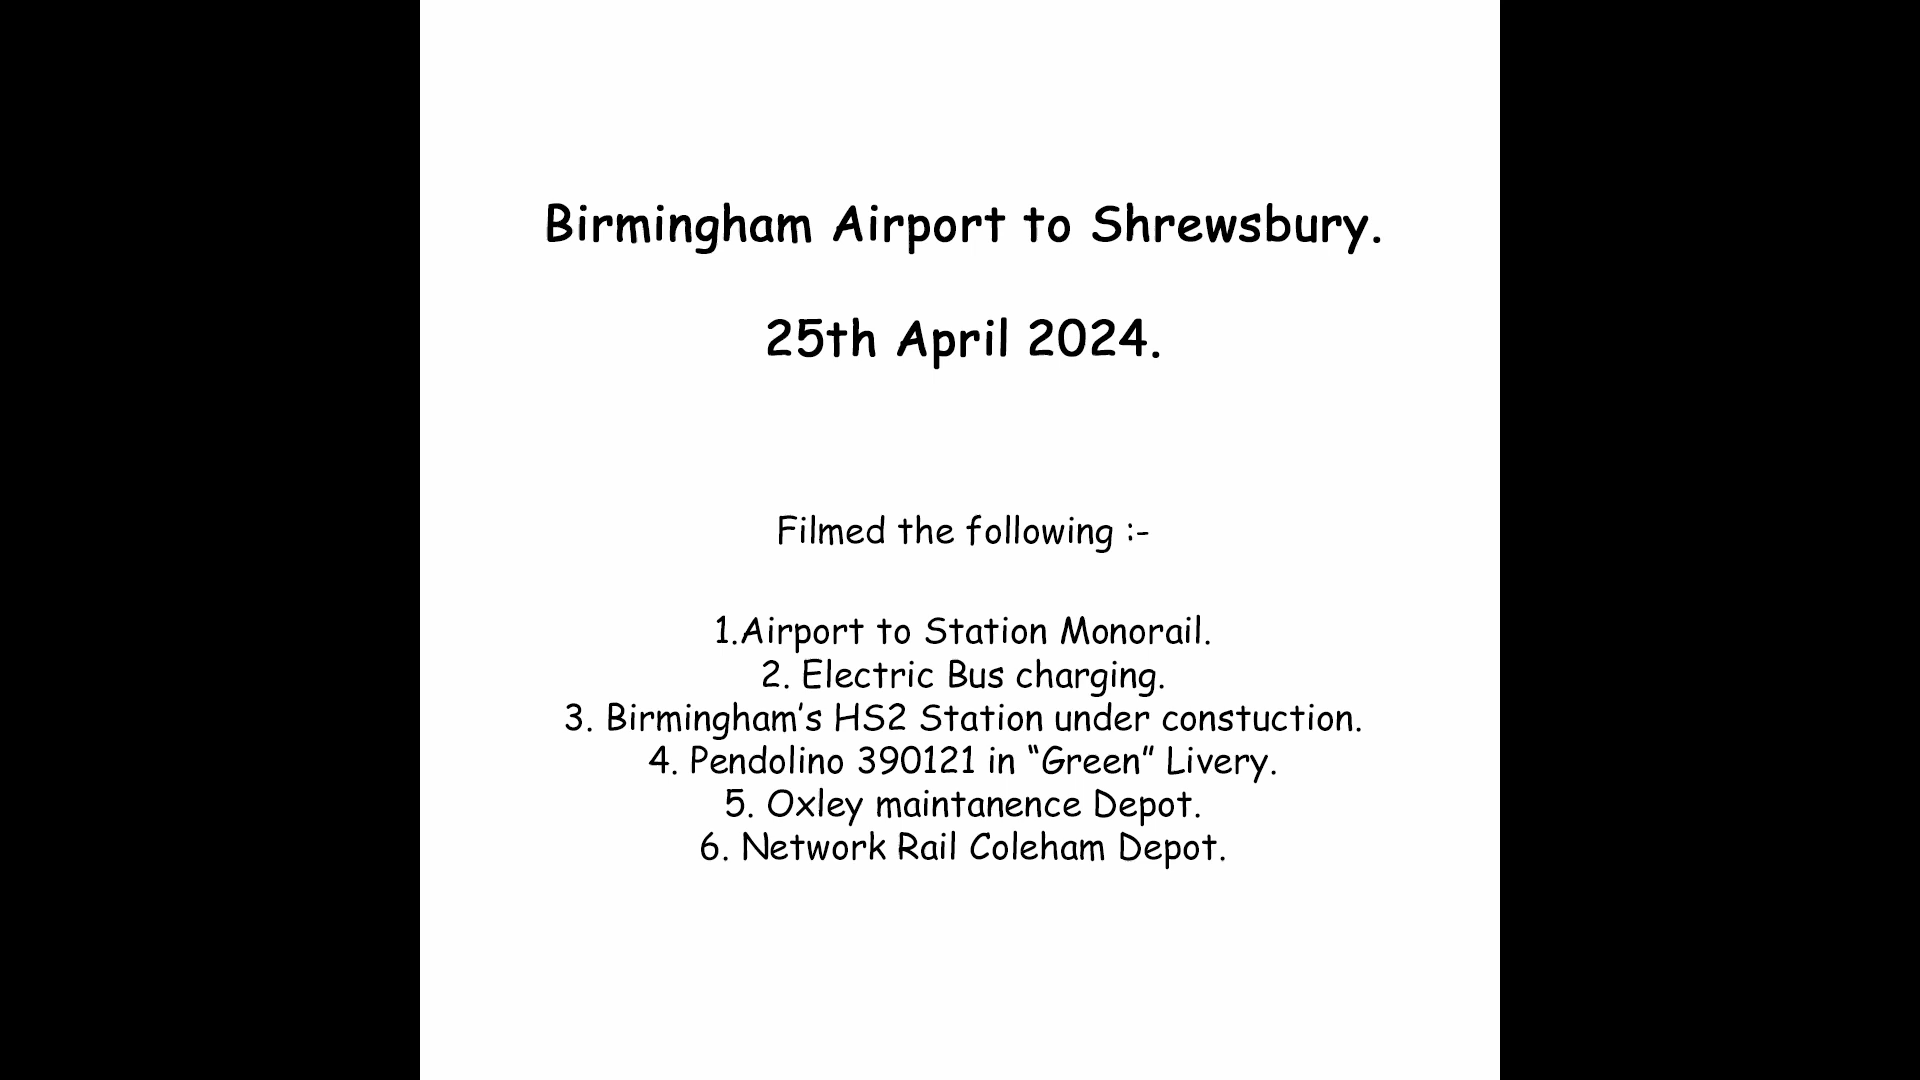 Birmingham Airport to Shrewsbury.
25th April 2024.
Filmed the following :-
1.Airport to Station Monorail.
2. Electric Bus charging.
3. Birmingham’s HS2 Station under constuction.
4. Pendolino 390121 in “Green” Livery.
5. Oxley maintanence Depot.
6. Network Rail Coleham Depot.